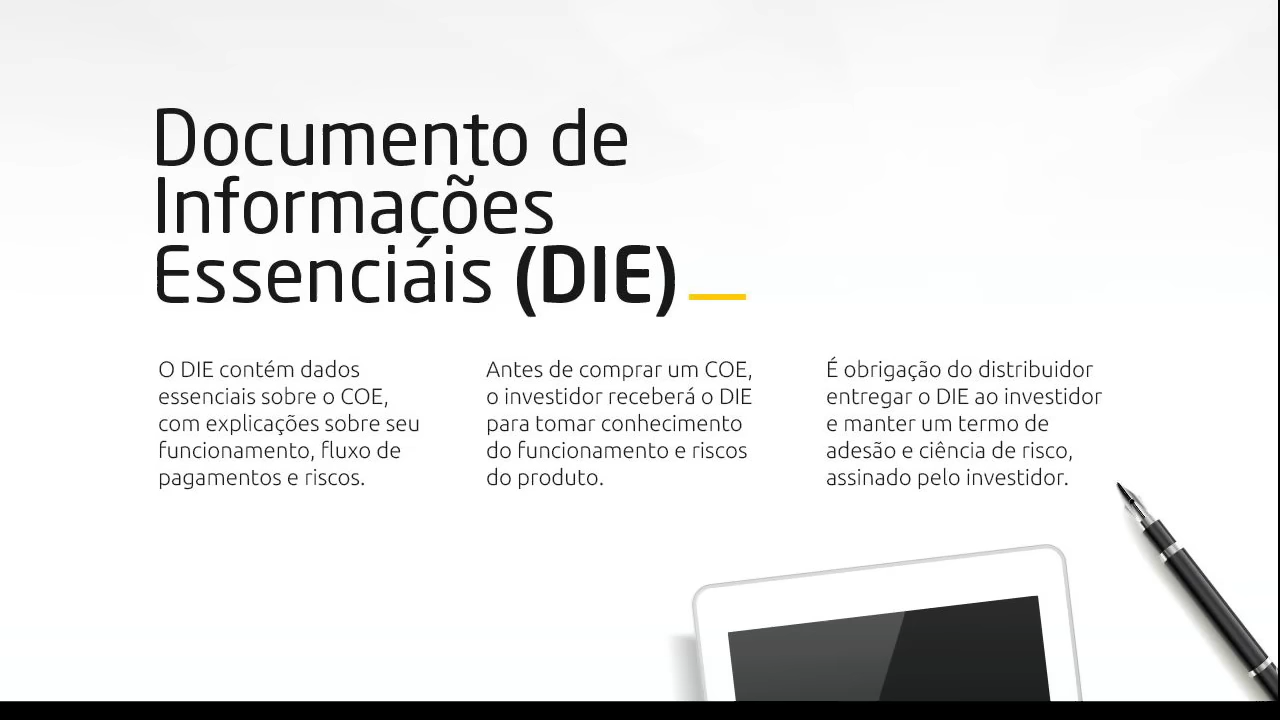 Documento de
Informações
Essenciais (DIE)
O DIE contém dados
essenciais sobre o COE,
com explicações sobre seu
funcionamento, fluxo de
pagamentos e riscos.
Antes de comprar um COE,
o investidor receberá o DIE
para tomar conhecimento
do funcionamento e riscos
do produto.
É obrigação do distribuidor
entregar o DIE ao investidor
e manter um termo de
adesão e ciência de risco,
assinado pelo investidor.